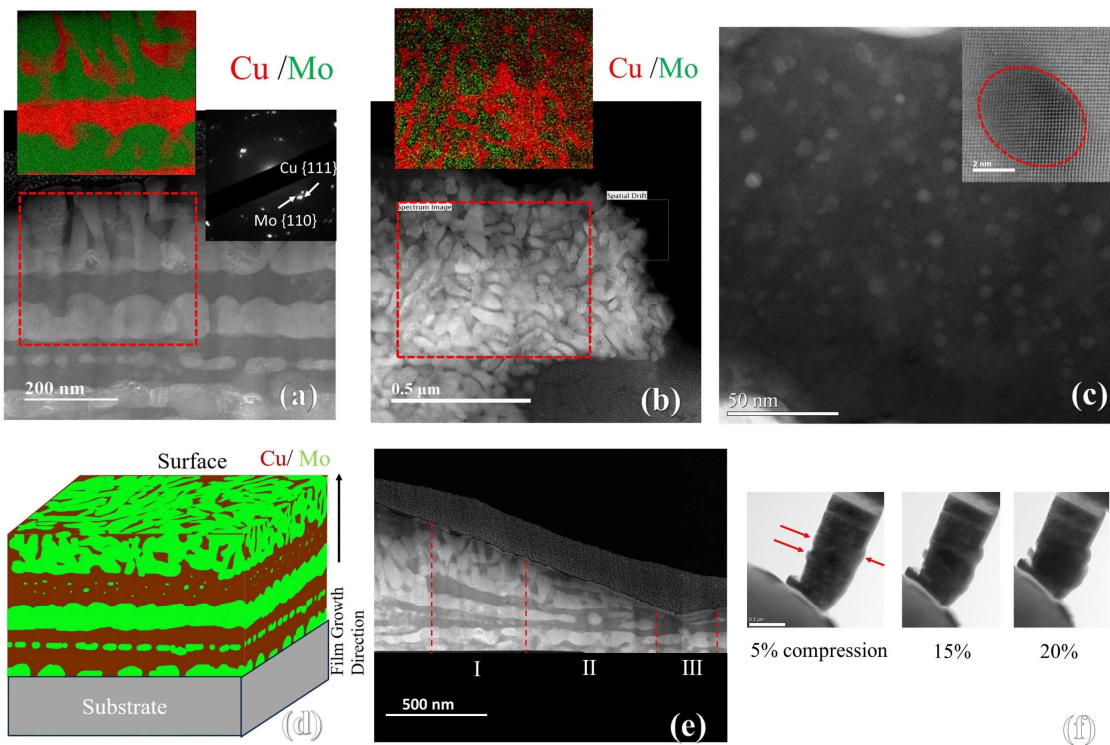 Cu /Mo
Cu {111}
Mo {110}
200 nm
(a)
Cu /Mo
Spatial Drift
Spectrum Image
0.5 µm
(b)
2 nm
50 nm
(c)
Surface
Cu/ Mo
Film Growth
Direction
Substrate
(d)
I
II
III
500 nm
(e)
0.2 µm
5% compression
15%
20%
(f)